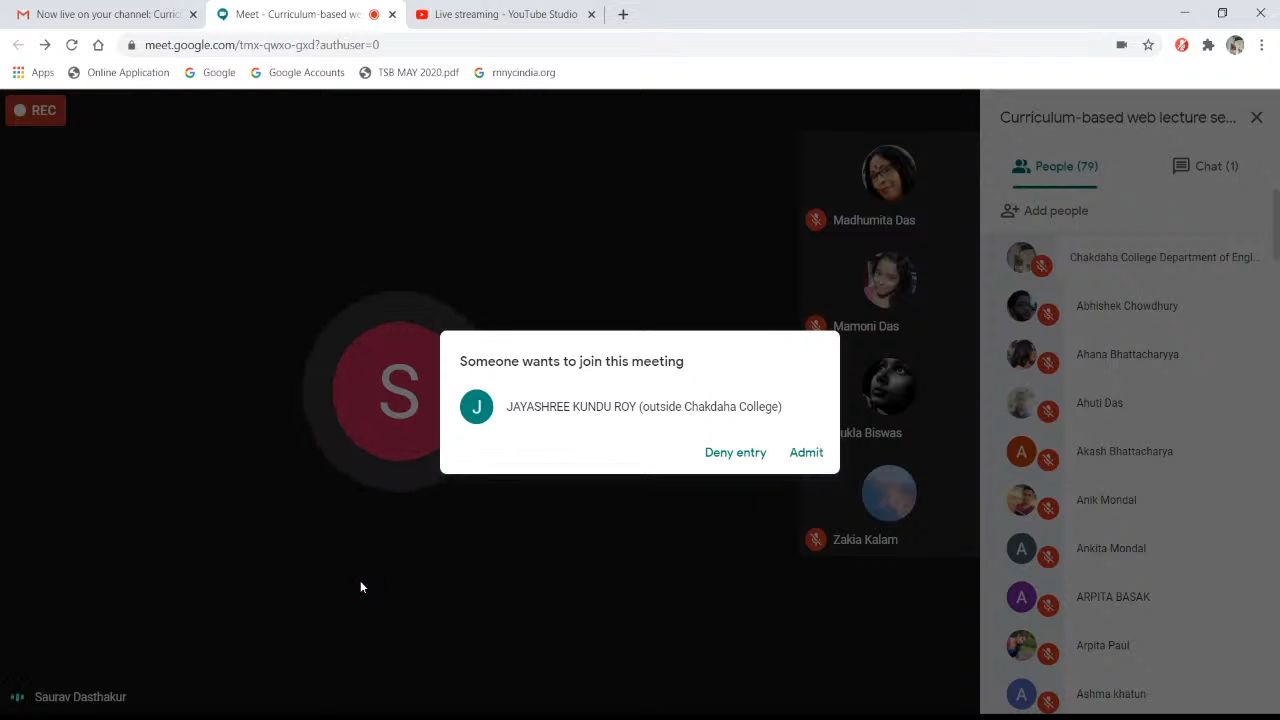 Now live on your channel: Curric
Meet - Curriculum-based we
Live streaming - YouTube Studio
meet.google.com/tmx-qwxo-gxd?authuser=0
Apps
Online Application
Google
Google Accounts
TSB MAY 2020.pdf
rnnycindia.org
REC
Curriculum-based web lecture se...
People (79)
Chat (1)
Add people
Madhumita Das
Mamoni Das
ukla Biswas
Zakia Kalam
S
Someone wants to join this meeting
J
JAYASHREE KUNDU ROY (outside Chakdaha College)
Deny entry
Admit
Chakdaha College Department of Engl...
Abhishek Chowdhury
Ahana Bhattacharyya
Ahuti Das
A
Akash Bhattacharya
Anik Mondal
A
Ankita Mondal
A
ARPITA BASAK
Arpita Paul
A
Ashma khatun
Saurav Dasthakur